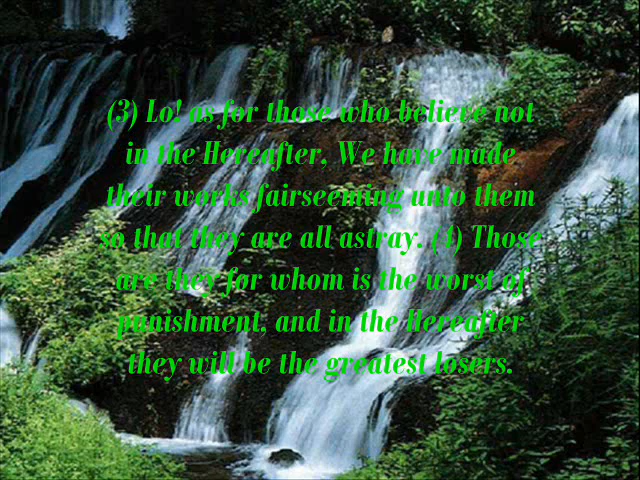 (3) Lo! as for those who believe not
in the Hereafter, We have made
their works fairseeming unto them
so that they are all astray. (4) Those
are they for whom is the worst of
punishment, and in the Hereafter
they will be the greatest losers.